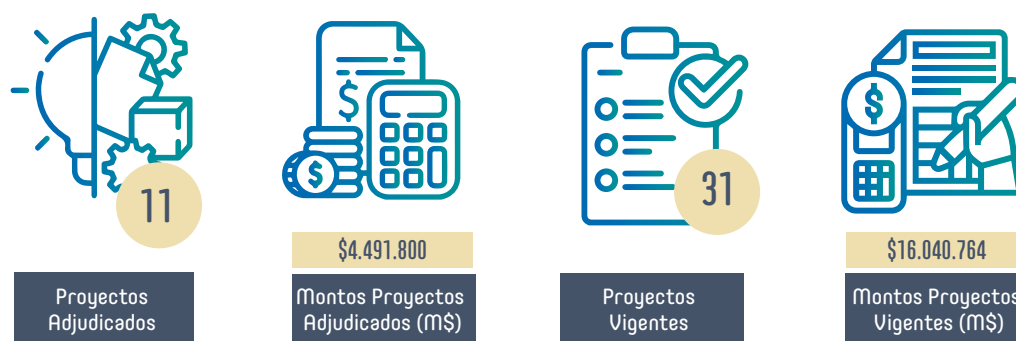 11
Proyectos
Adjudicados
$4.491.800
Montos Proyectos
Adjudicados (M$)
31
Proyectos
Vigentes
$16.040.764
Montos Proyectos
Vigentes (M$)